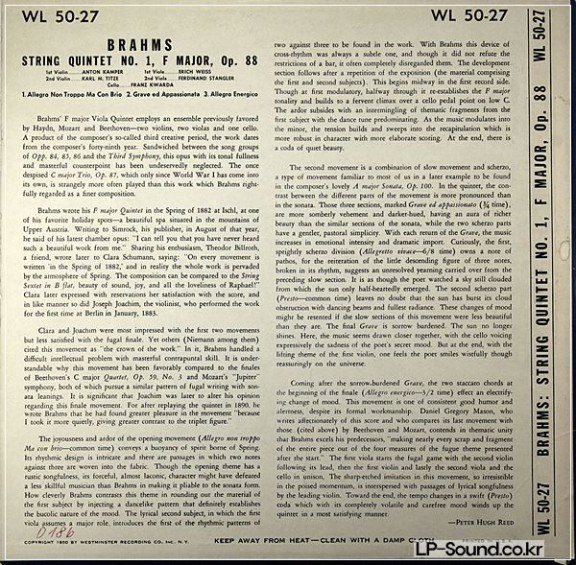 WL 50-27
WL 50-27
BRAHMS
STRING QUINTET NO. 1, F MAJOR, Op. 88
1st Violin......ANTON KAMPER 1st Viola......ERICH WEISS
2nd Violin......KARL M. TITZE 2nd Viola......FERDINAND STANGLER
Cello......FRANZ KWARDA
1. Allegro Non Troppo Ma Con Brio 2. Grave ed Appassionata 3. Allegro Energico
Brahms' F major Viola Quintet employs an ensemble previously favored
by Haydn, Mozart and Beethoven—two violins, two violas and one cello.
A product of the composer's so-called third creative period, the work dates
from the composer's forty-ninth year. Sandwiched between the song groups
of Opp. 84, 85, 86 and the Third Symphony, this opus with its tonal fullness
and masterful counterpoint has been undeservedly neglected. The once
despised C major Trio, Op. 87, which only since World War I has come into
its own, is strangely more often played than this work which Brahms right-
fully regarded as a finer composition.
Brahms wrote his F major Quintet in the Spring of 1882 at Ischl, at one
of his favorite holiday spots—a beautiful spa situated in the mountains of
Upper Austria. Writing to Simrock, his publisher, in August of that year,
he said of his latest chamber opus: "I can tell you that you have never heard
such a beautiful work from me." Sharing his enthusiasm, Theodor Billroth,
a friend, wrote later to Clara Schumann, saying: "On every movement is
written 'in the Spring of 1882,' and in reality the whole work is pervaded
by the atmosphere of Spring. The composition can be compared to the String
Sextet in B flat, beauty of sound, joy, and all the loveliness of Raphael!"
Clara later expressed with reservations her satisfaction with the score, and
in like manner so did Joseph Joachim, the violinist, who performed the work
for the first time at Berlin in January, 1883.
Clara and Joachim were most impressed with the first two movements
but less satisfied with the fugal finale. Yet others (Niemann among them)
cited this movement as "the crown of the work." In it, Brahms handled a
difficult intellectual problem with masterful contrapuntal skill. It is under-
standable why this movement has been favorably compared to the finales
of Beethoven's C major Quartet, Op. 59, No. 3 and Mozart's "Jupiter"
symphony, both of which pursue a similar pattern of fugal writing with son-
ata leanings. It is significant that Joachim was later to alter his opinion
regarding this finale movement. For after replaying the quintet in 1890, he
wrote Brahms that he had found greater pleasure in the movement "because
I took it more quietly, giving greater contrast to the triplet figure."
The joyousness and ardor of the opening movement (Allegro non troppo
Ma con brio—common time) conveys a buoyancy of spirit borne of Spring.
Its rhythmic design is intricate and there are passages in which two notes
against three are woven into the fabric. Though the opening theme has a
rustic songfulness, its forceful, almost laconic, character might have defeated
a less skillful musician than Brahms in making it pliable to the sonata form.
How cleverly Brahms contrasts this theme in rounding out the material of
the first subject by injecting a dancelike pattern that definitely establishes
the bucolic nature of the mood. The lyrical second subject, in which the first
viola assumes a major role, introduces the first of the rhythmic patterns of
two against three to be found in the work. With Brahms this device of
cross-rhythm was always a subtle one, and though it did not refute the
restrictions of a bar, it often completely disregarded them. The development
section follows after a repetition of the exposition (the material comprising
the first and second subjects). This begins midway in the first record side.
Though at first modulatory, halfway through it re-establishes the F major
tonality and builds to a fervent climax over a cello pedal point on low C.
The ardor subsides with an intermingling of thematic fragments from the
first subject with the dance tune predominating. As the music modulates into
the minor, the tension builds and sweeps into the recapitulation which is
more robust in character with more elaborate scoring. At the end, there is
a coda of quiet beauty.
The second movement is a combination of slow movement and scherzo,
a type of movement familiar to most of us in a later example to be found
in the composer's lovely A major Sonata, Op. 100. In the quintet, the con-
trast between the different parts of the movement is more pronounced than
in the sonata. Those three sections, marked Grave ed appassionata (¾ time),
are more somberly vehement and darker-hued, having an aura of richer
beauty than the similar sections of the sonata, while the two scherzo parts
have a gentle, pastoral simplicity. With each return of the Grave, the music
increases in emotional intensity and dramatic import. Curiously, the first,
sprightly scherzo division (Allegretto vivace—6/8 time) owns a note of
pathos, for the reiteration of the little descending figure of three notes,
broken in its rhythm, suggests an unresolved yearning carried over from the
preceding slow section. It is as though the poet watched a sky still clouded
from which the sun only half-heartedly emerged. The second scherzo part
(Presto—common time) leaves no doubt that the sun has burst its cloud
obstruction with dancing beams and fullest radiance. These changes of mood
might be resented if the slow sections of this movement were less beautiful
than they are. The final Grave is sorrow burdened. The sun no longer
shines. Here, the music seems drawn closer together, with the cello voicing
expressively the sadness of the poet's secret mood. But at the end, with the
lifting theme of the first violin, one feels the poet smiles wistfully though
reassuringly on the universe.
Coming after the sorrow-burdened Grave, the two staccato chords at
the beginning of the finale (Allegro energico—3/2 time) effect an electrify-
ing change of mood. This movement is one of consistent good humor and
alertness, despite its formal workmanship. Daniel Gregory Mason, who
writes affectionately of this score and who compares its last movement with
those (cited above) by Beethoven and Mozart, contends in thematic unity
that Brahms excels his predecessors, "making nearly every scrap and fragment
of the entire piece out of the four measures of the fugue theme presented
after the start." The first viola starts the fugal game with the second violin
following its lead, then the first violin and lastly the second viola and the
cello in unison. The sharp-etched imitation in this movement, so irresistible
in the poised momentum, is interspersed with passages of lyrical songfulness
by the leading violin. Toward the end, tempo changes in a swift (Presto)
coda which with its completely volatile and carefree mood winds up the
quintet in a most satisfying manner.
—PETER HUGH REED
0186
COPYRIGHT 1950 BY WESTMINSTER RECORDING CO., INC., N. Y.
KEEP AWAY FROM HEAT—CLEAN WITH A DAMP CLOTH
PRINTED IN U.S.A.
WL 50-27 BRAHMS: STRING QUINTET NO. 1, F MAJOR, Op. 88 WL 50-27
LP-Sound.co.kr